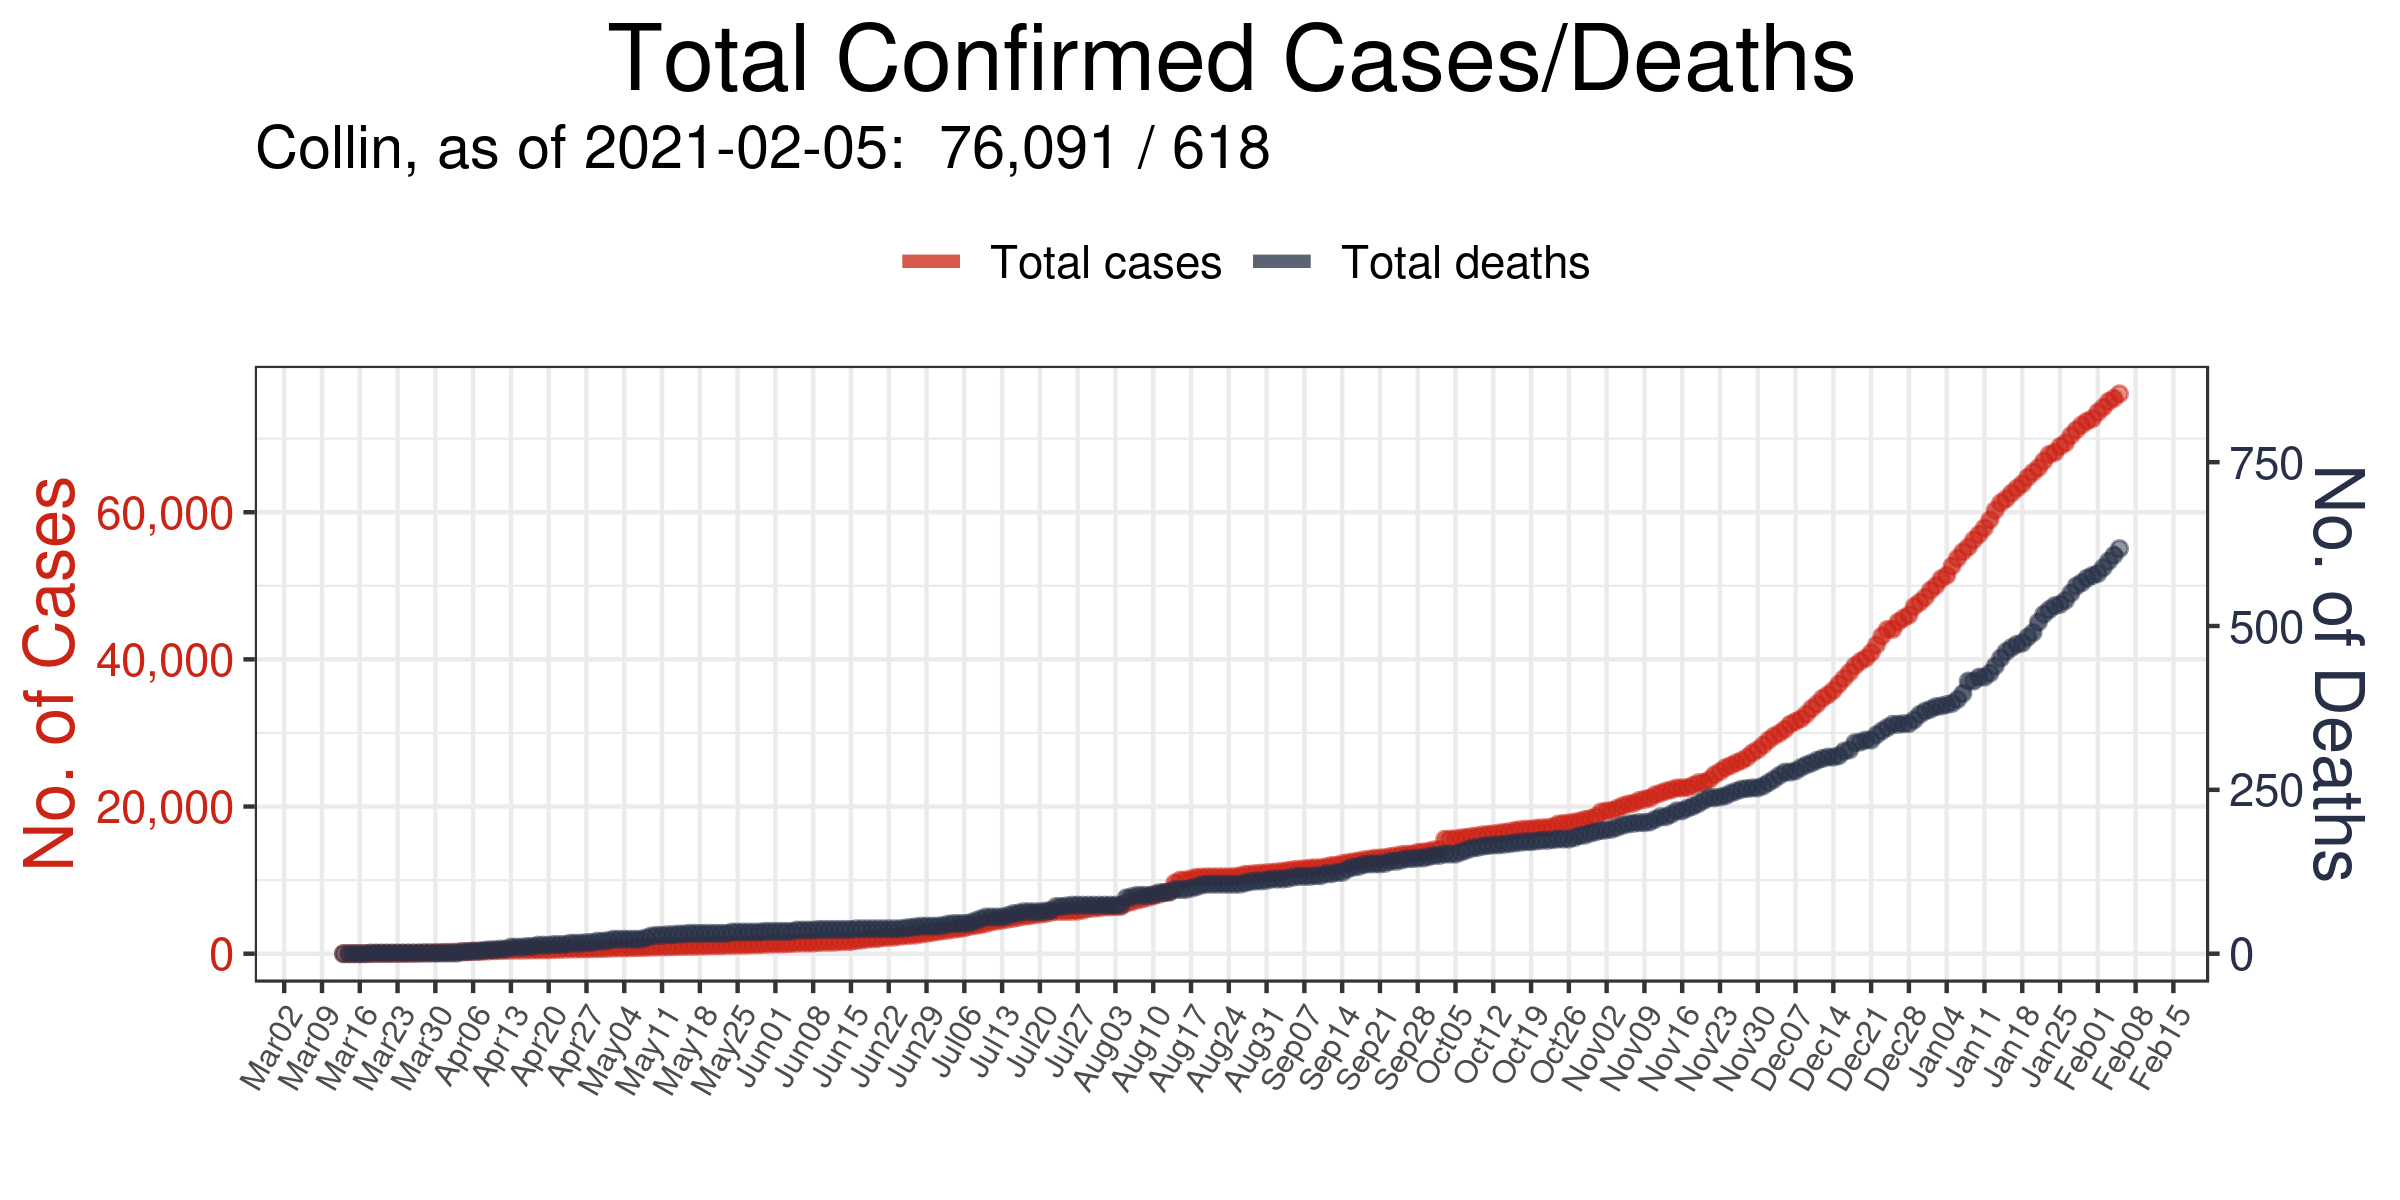 Total Confirmed Cases/Deaths
Collin, as of 2021-02-05:  76,091 / 618
Total cases
Total deaths
No. of Cases
60,000
40,000
20,000
0
750
500
250
0
No. of Deaths
Mar02
Mar09
Mar16
Mar23
Mar30
Apr06
Apr13
Apr20
Apr27
May04
May11
May18
May25
Jun01
Jun08
Jun15
Jun22
Jun29
Jul06
Jul13
Jul20
Jul27
Aug03
Aug10
Aug17
Aug24
Aug31
Sep07
Sep14
Sep21
Sep28
Oct05
Oct12
Oct19
Oct26
Nov02
Nov09
Nov16
Nov23
Nov30
Dec07
Dec14
Dec21
Dec28
Jan04
Jan11
Jan18
Jan25
Feb01
Feb08
Feb15